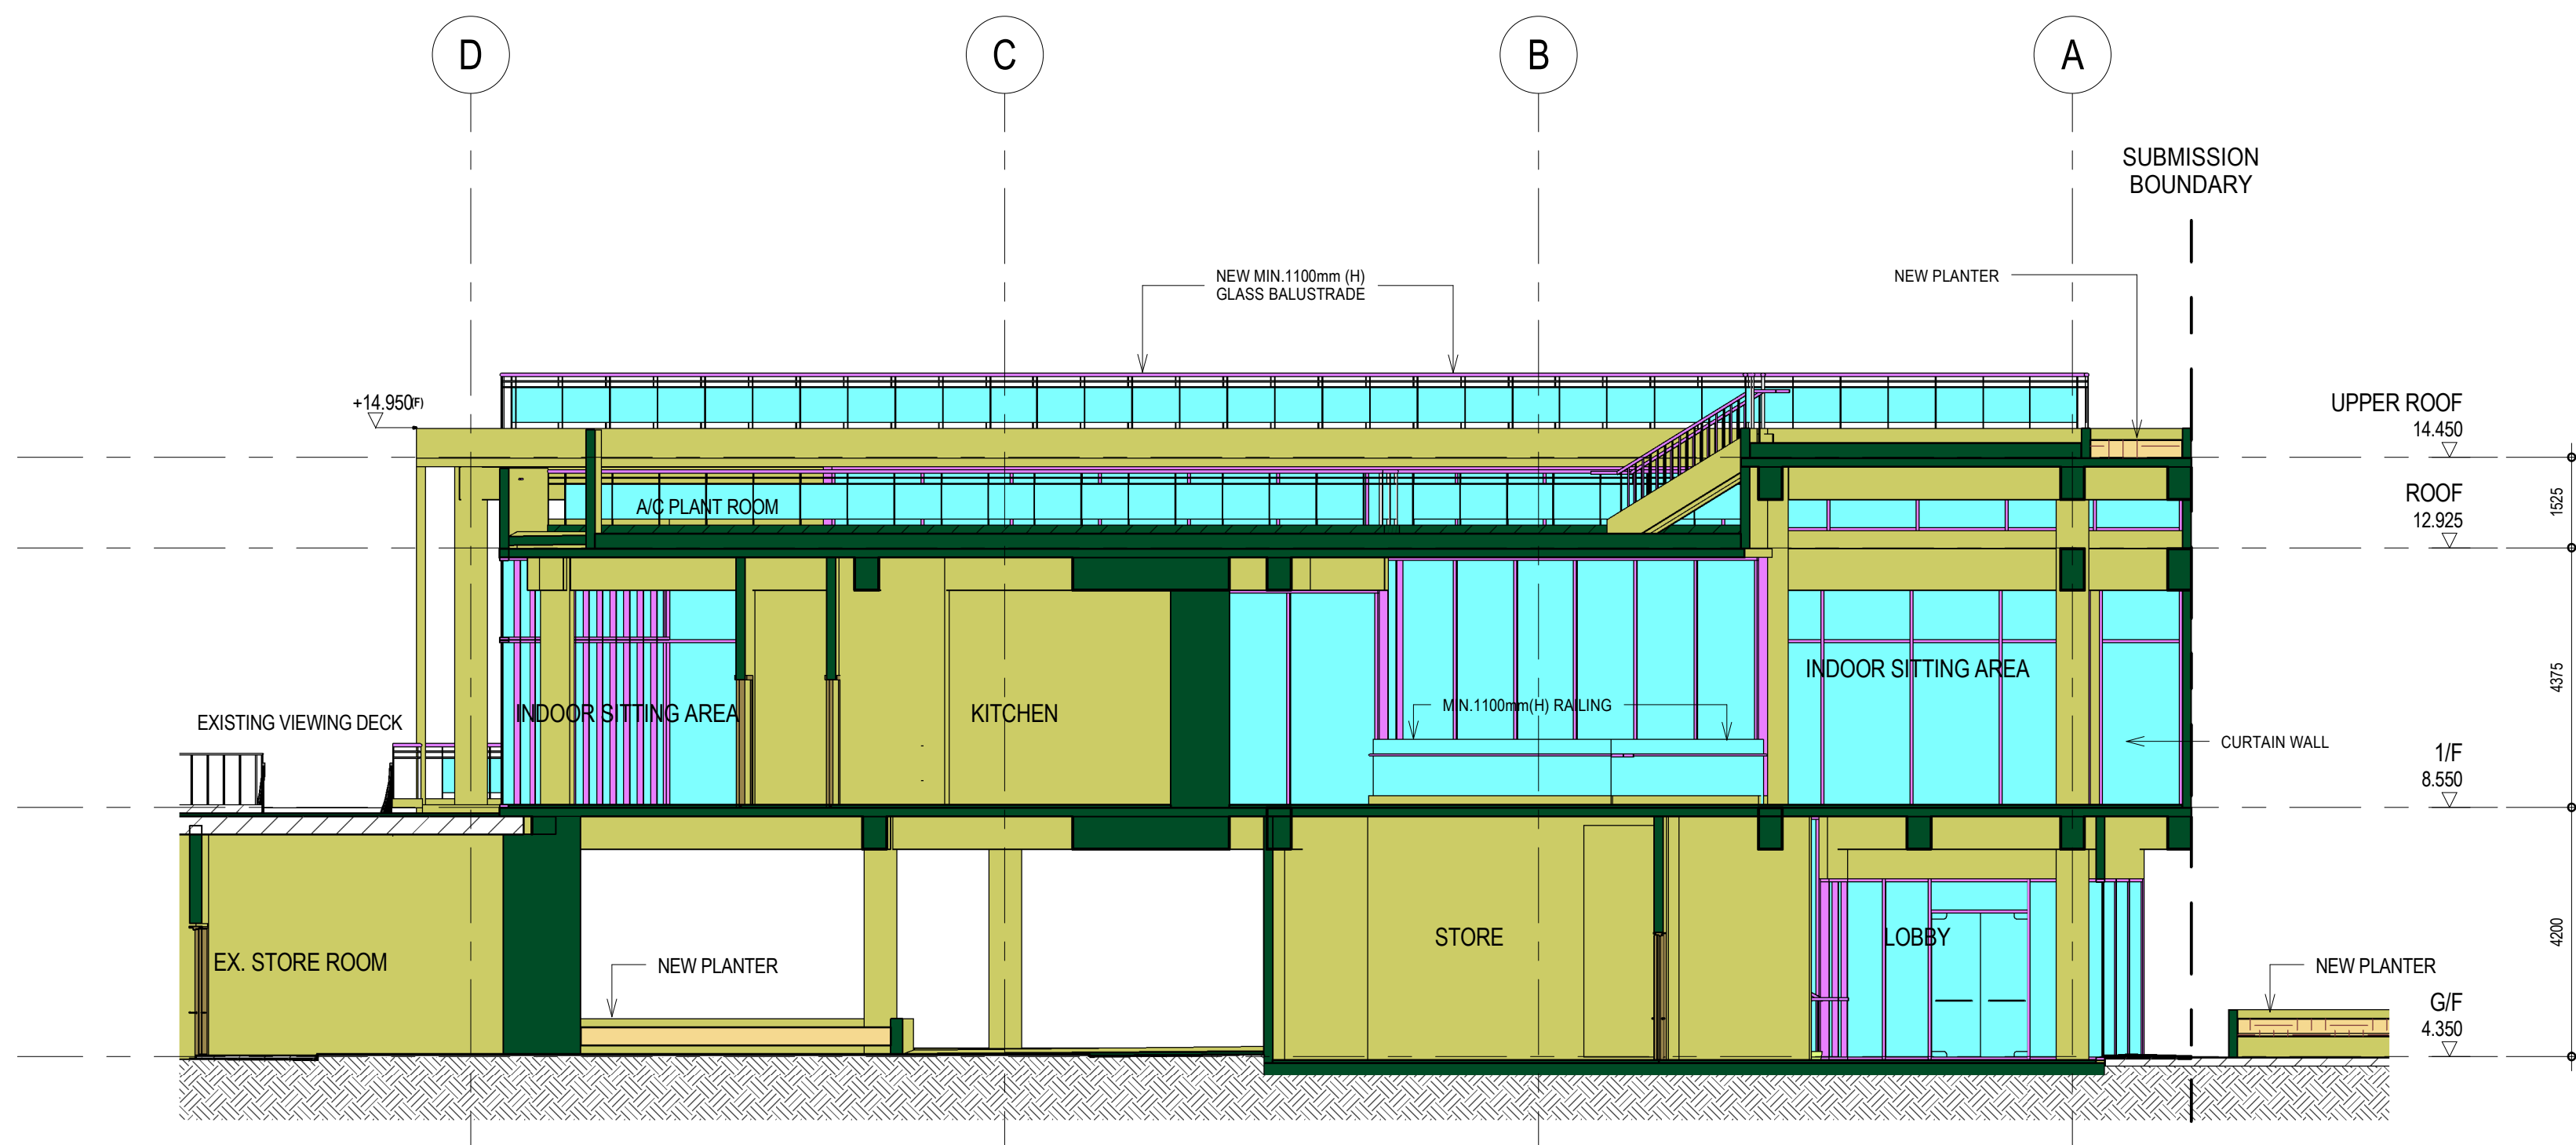 D
C
B
A
SUBMISSION
BOUNDARY
NEW MIN.1100mm (H)
GLASS BALUSTRADE
NEW PLANTER
+14.950(F)
UPPER ROOF
14.450
ROOF
12.925
1525
A/C PLANT ROOM
INDOOR SITTING AREA
4375
EXISTING VIEWING DECK
INDOOR SITTING AREA
KITCHEN
MIN.1100mm(H) RAILING
CURTAIN WALL
1/F
8.550
EX. STORE ROOM
NEW PLANTER
STORE
LOBBY
4200
NEW PLANTER
G/F
4.350